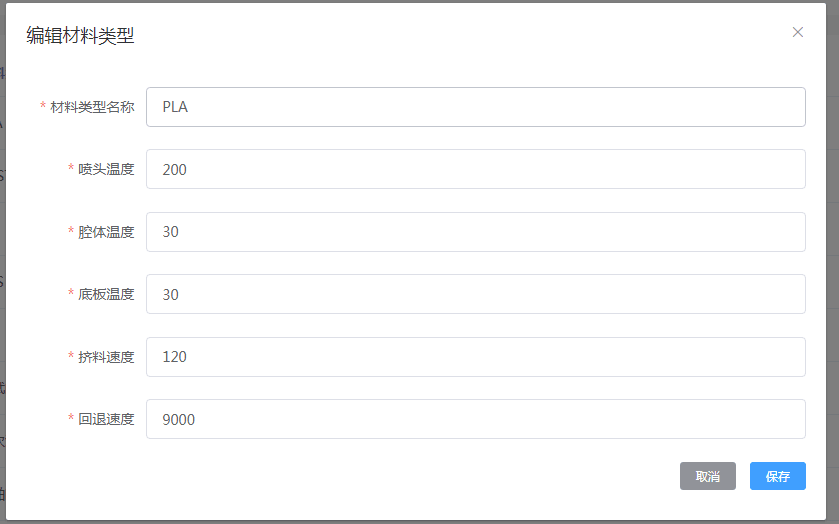 编辑材料类型
* 材料类型名称 PLA
* 喷头温度 200
* 腔体温度 30
* 底板温度 30
* 挤料速度 120
* 回退速度 9000
取消 保存